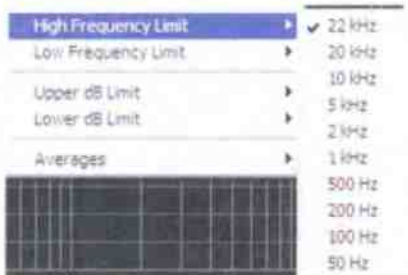 High Frequency Limit
Low Frequency Limit
Upper dB Limit
Lower dB Limit
Averages
22 kHz
20 kHz
10 kHz
5 kHz
2 kHz
1 kHz
500 Hz
200 Hz
100 Hz
50 Hz